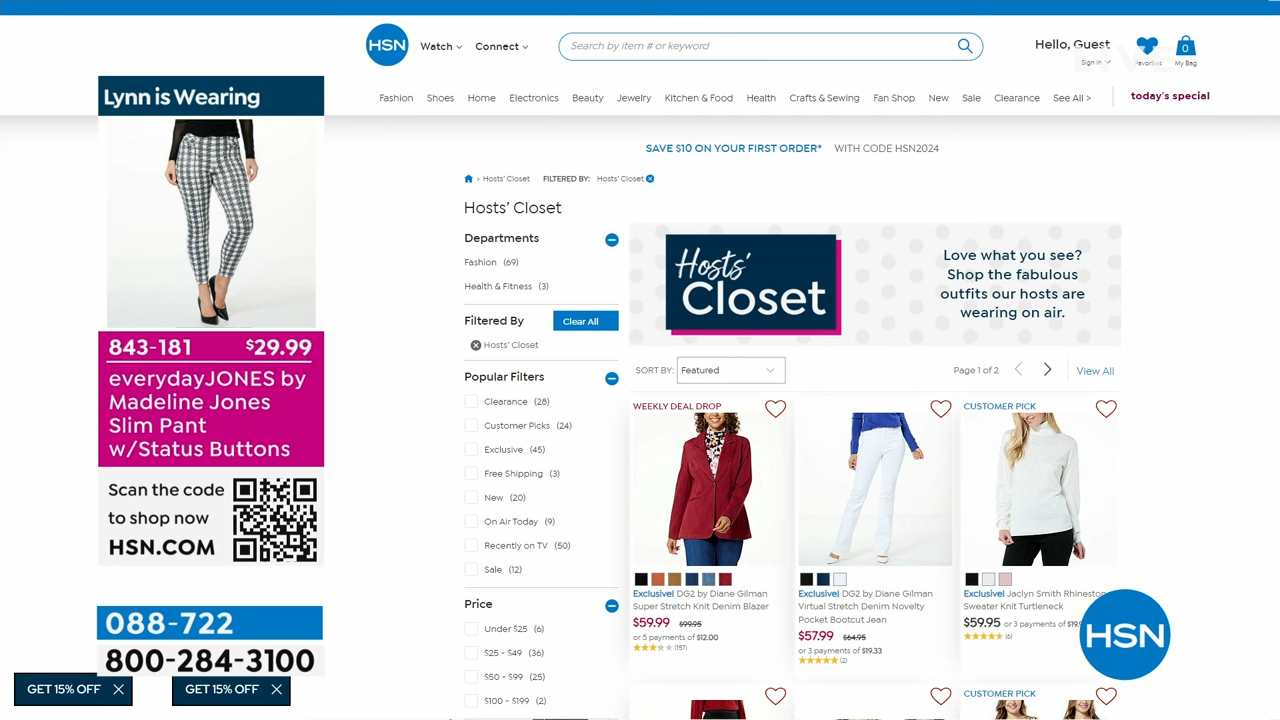 HSN
Watch
Connect
Search by item # or keyword
Hello, Guest
Sign In
Favorites
0
My Bag
Fashion
Shoes
Home
Electronics
Beauty
Jewelry
Kitchen & Food
Health
Crafts & Sewing
Fan Shop
New
Sale
Clearance
See All >
today's special
Lynn is Wearing
843-181 $29.99
everydayJONES by
Madeline Jones
Slim Pant
w/Status Buttons
Scan the code
to shop now
HSN.COM
088-722
800-284-3100
GET 15% OFF
GET 15% OFF
SAVE $10 ON YOUR FIRST ORDER* WITH CODE HSN2024
> Hosts' Closet FILTERED BY: Hosts' Closet
Hosts' Closet
Departments
Fashion (69)
Health & Fitness (3)
Filtered By
Clear All
Hosts' Closet
Popular Filters
Clearance (28)
Customer Picks (24)
Exclusive (45)
Free Shipping (3)
New (20)
On Air Today (9)
Recently on TV (50)
Sale (12)
Price
Under $25 (6)
$25 - $49 (36)
$50 - $99 (25)
$100 - $199 (2)
Hosts'
Closet
Love what you see?
Shop the fabulous
outfits our hosts are
wearing on air.
SORT BY: Featured
Page 1 of 2
View All
WEEKLY DEAL DROP
Exclusive! DG2 by Diane Gilman
Super Stretch Knit Denim Blazer
$59.99 $99.95
or 5 payments of $12.00
(157)
Exclusive! DG2 by Diane Gilman
Virtual Stretch Denim Novelty
Pocket Bootcut Jean
$57.99 $64.95
or 3 payments of $19.33
(2)
CUSTOMER PICK
Exclusive! Jaclyn Smith Rhinestone
Sweater Knit Turtleneck
$59.95 or 3 payments of
(6)
CUSTOMER PICK
HSN